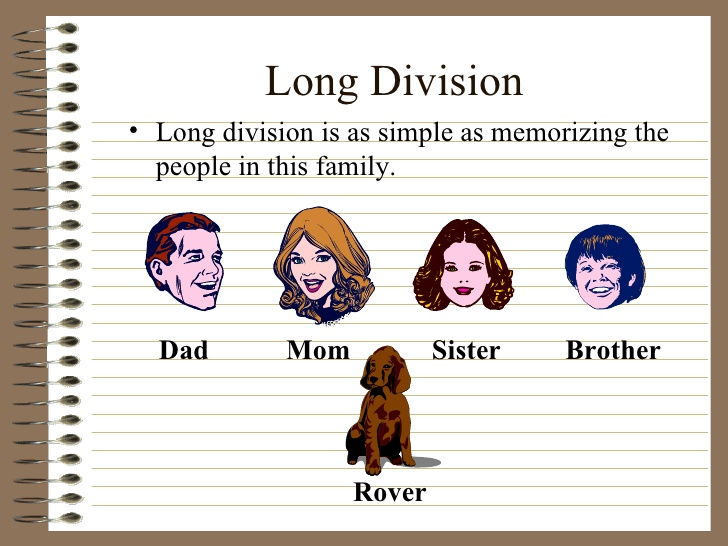 Long Division
• Long division is as simple as memorizing the
people in this family.
Dad Mom Sister Brother
Rover